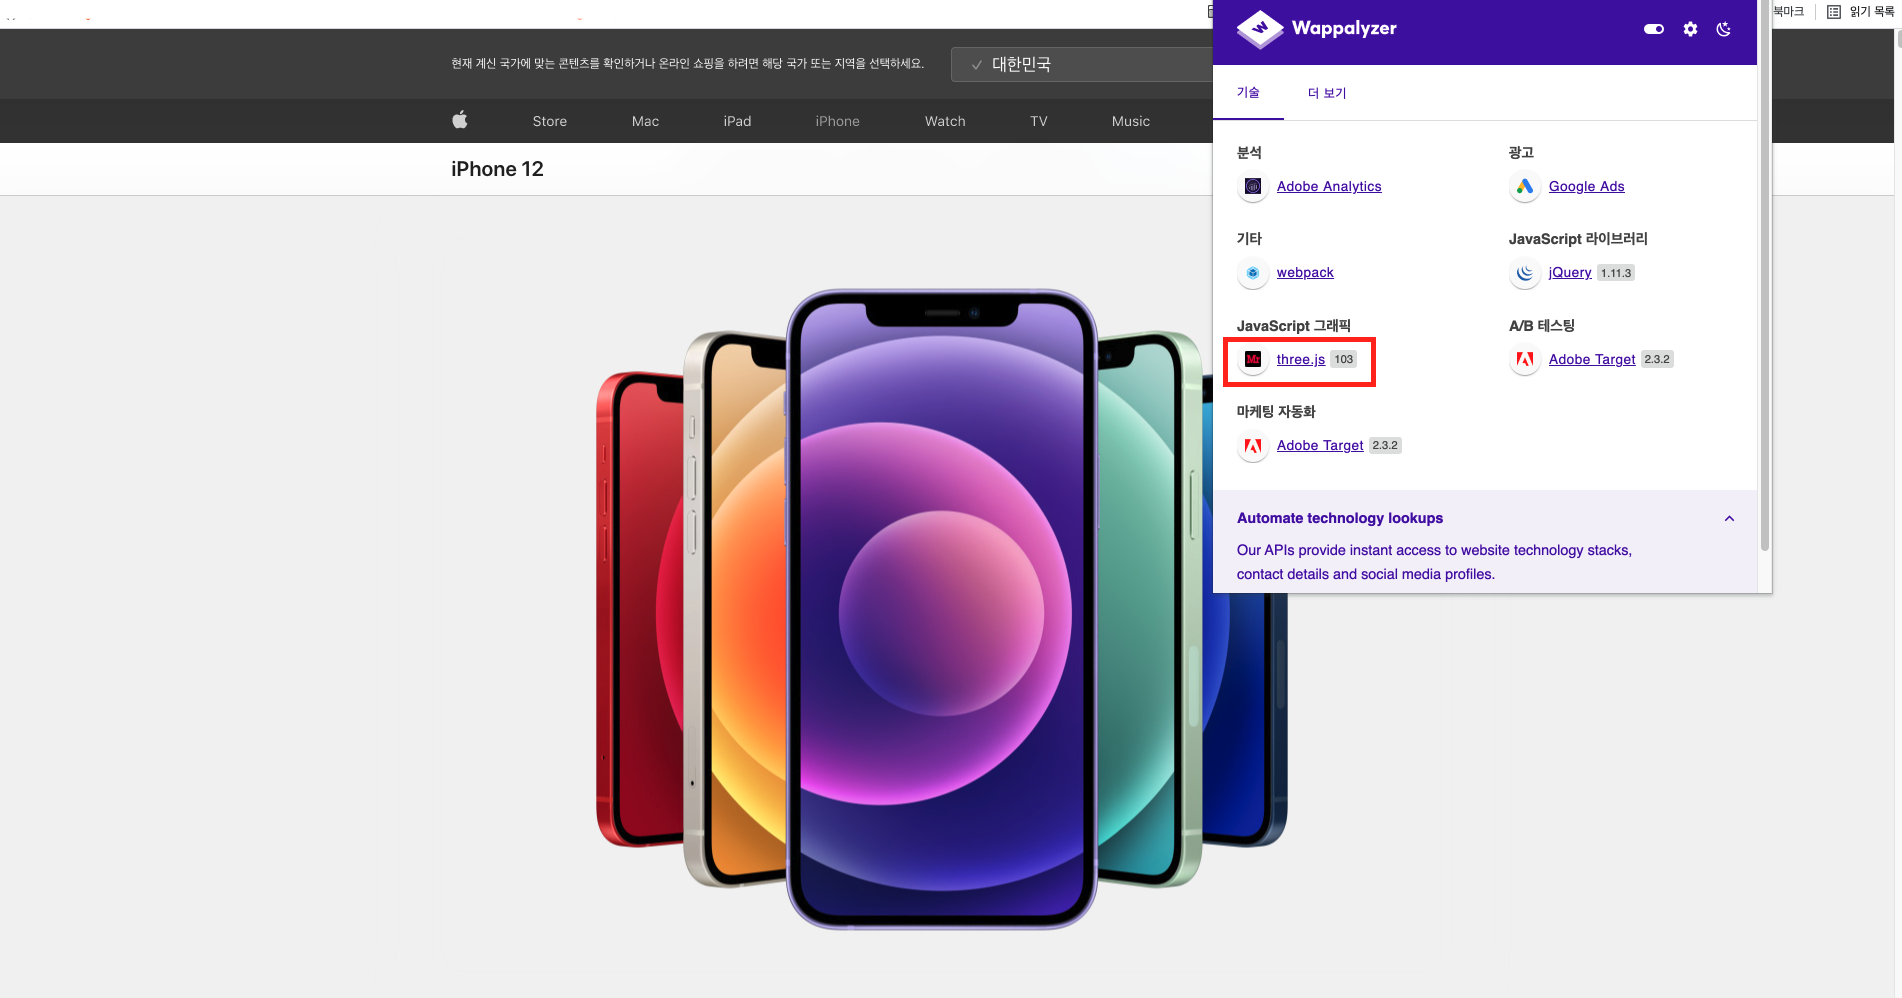 북마크
읽기 목록
현재 계신 국가에 맞는 콘텐츠를 확인하거나 온라인 쇼핑을 하려면 해당 국가 또는 지역을 선택하세요.
대한민국
Store
Mac
iPad
iPhone
Watch
TV
Music
iPhone 12
Wappalyzer
기술
더 보기
분석
Adobe Analytics
광고
Google Ads
기타
webpack
JavaScript 라이브러리
jQuery 1.11.3
JavaScript 그래픽
Mr three.js 103
A/B 테스팅
Adobe Target 2.3.2
마케팅 자동화
Adobe Target 2.3.2
Automate technology lookups
Our APIs provide instant access to website technology stacks,
contact details and social media profiles.